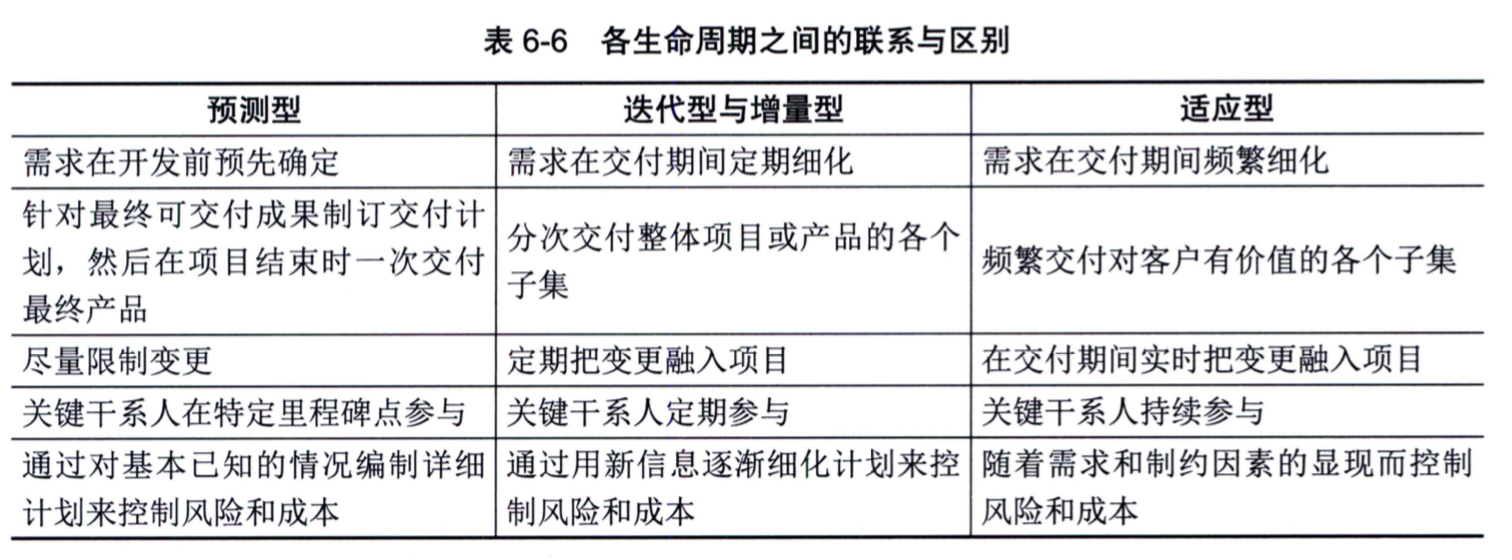 表 6-6 各生命周期之间的联系与区别
预测型 迭代型与增量型 适应型
需求在开发前预先确定 需求在交付期间定期细化 需求在交付期间频繁细化
针对最终可交付成果制订交付计
划，然后在项目结束时一次交付
最终产品
分次交付整体项目或产品的各个
子集
频繁交付对客户有价值的各个子集
尽量限制变更 定期把变更融入项目 在交付期间实时把变更融入项目
关键干系人在特定里程碑点参与 关键干系人定期参与 关键干系人持续参与
通过对基本已知的情况编制详细
计划来控制风险和成本
通过用新信息逐渐细化计划来控
制风险和成本
随着需求和制约因素的显现而控制
风险和成本